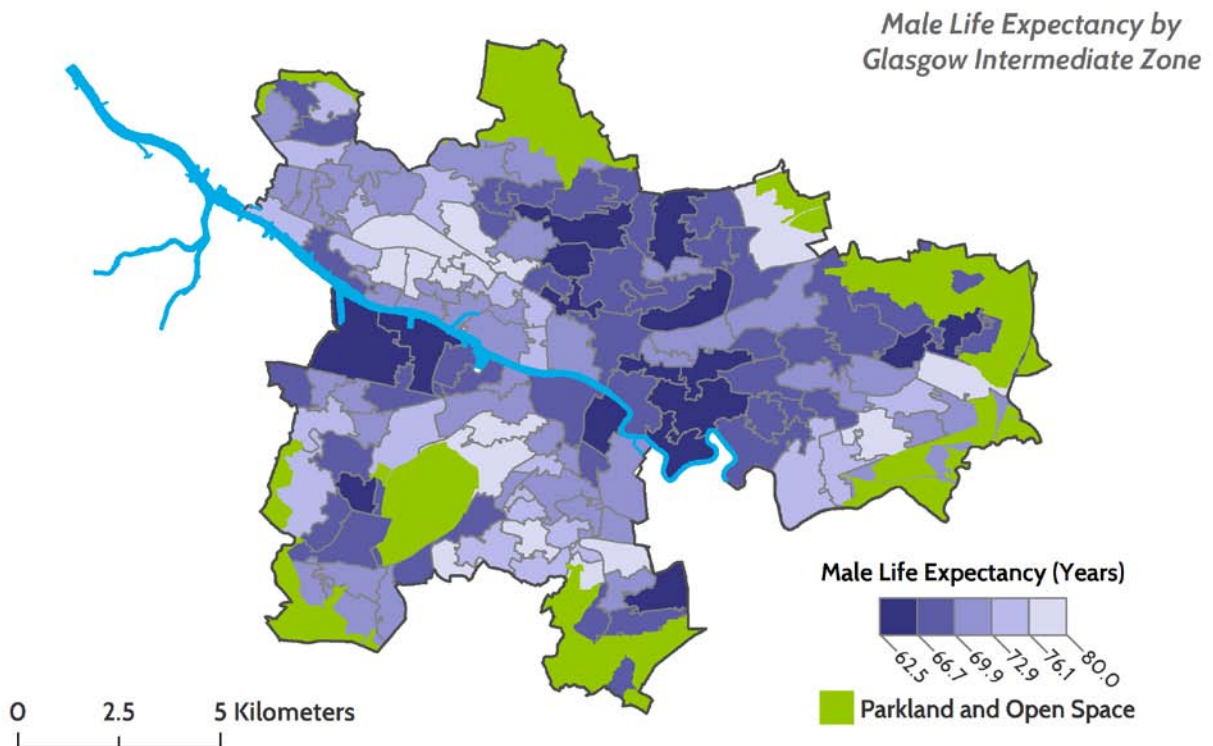 Male Life Expectancy by
Glasgow Intermediate Zone
Male Life Expectancy (Years)
62.5 66.7 69.9 72.9 76.1 80.0
Parkland and Open Space
0 2.5 5 Kilometers